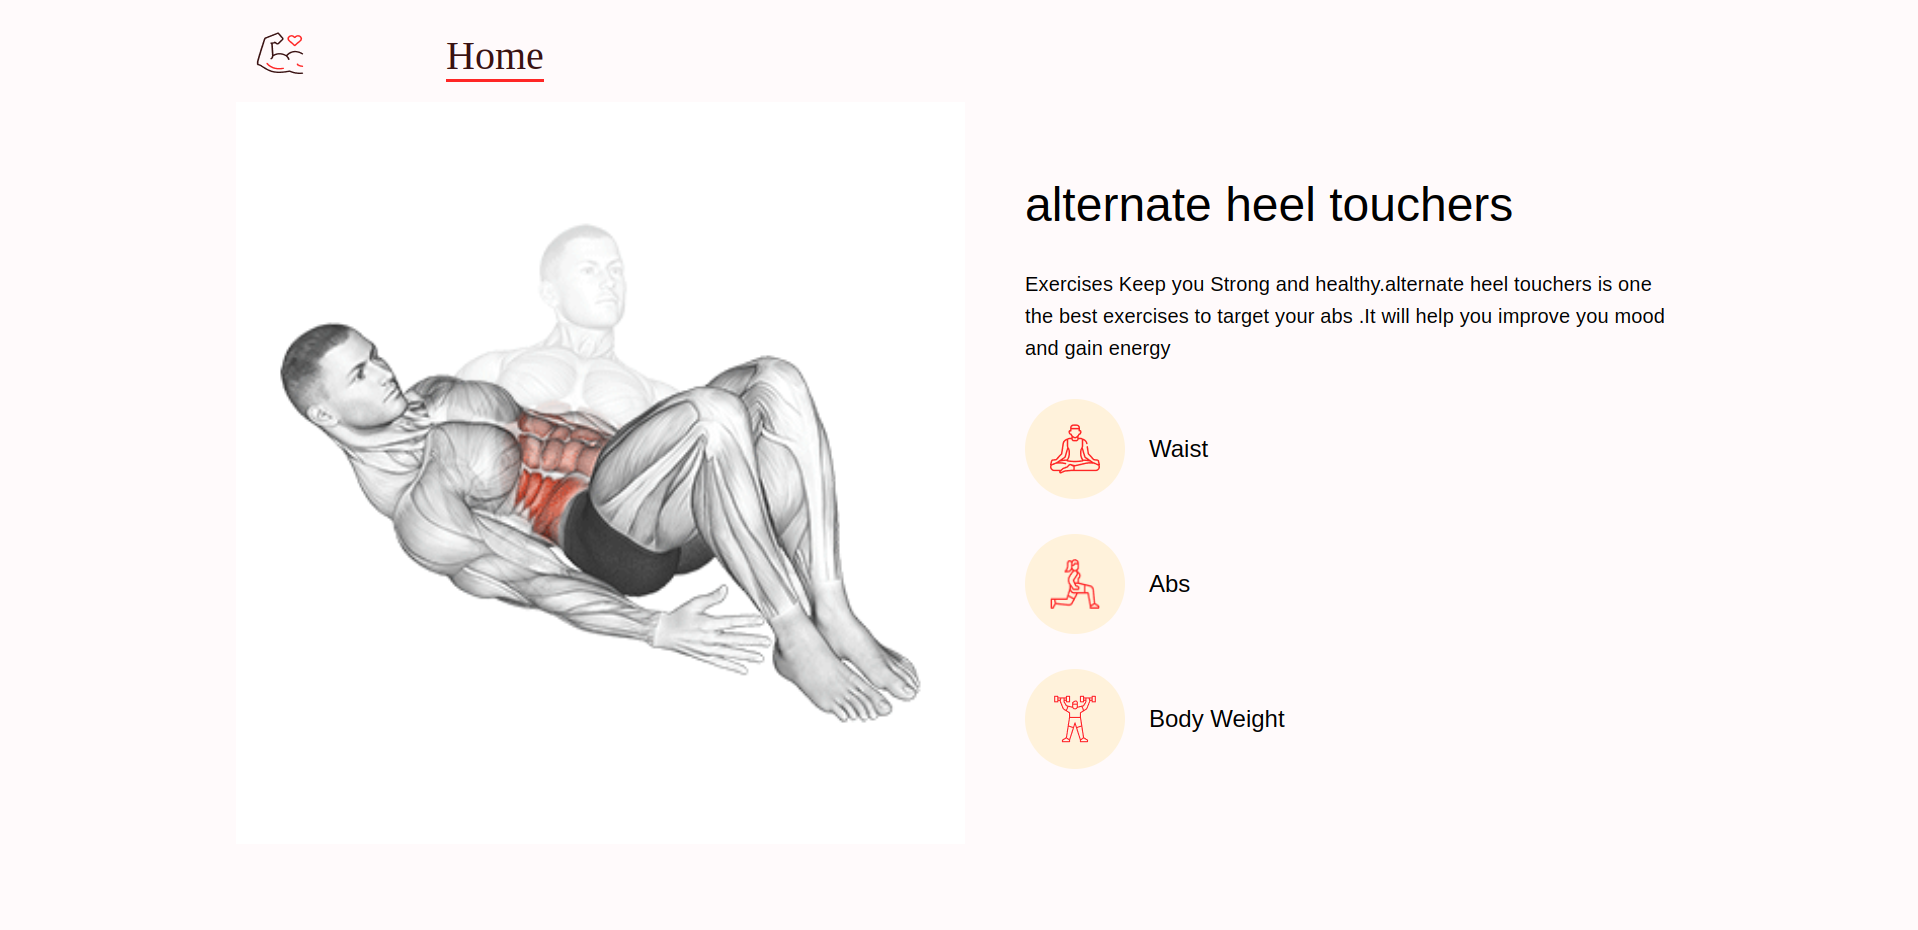 Home
alternate heel touchers
Exercises Keep you Strong and healthy.alternate heel touchers is one
the best exercises to target your abs .It will help you improve you mood
and gain energy
Waist
Abs
Body Weight